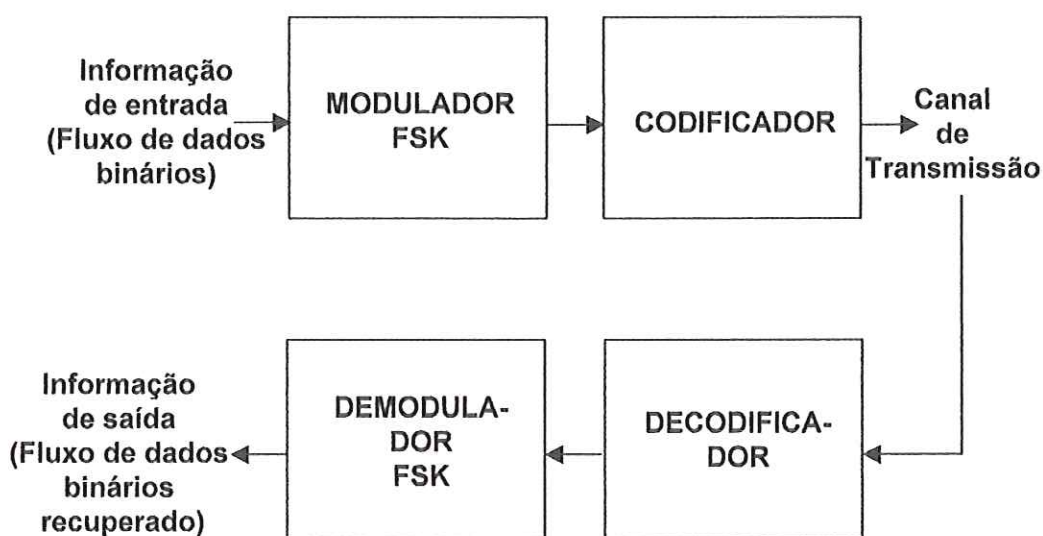 Informação
de entrada
(Fluxo de dados
binários)
MODULADOR
FSK
CODIFICADOR
Canal
de
Transmissão
Informação
de saída
(Fluxo de dados
binários
recuperado)
DEMODULA-
DOR
FSK
DECODIFICA-
DOR